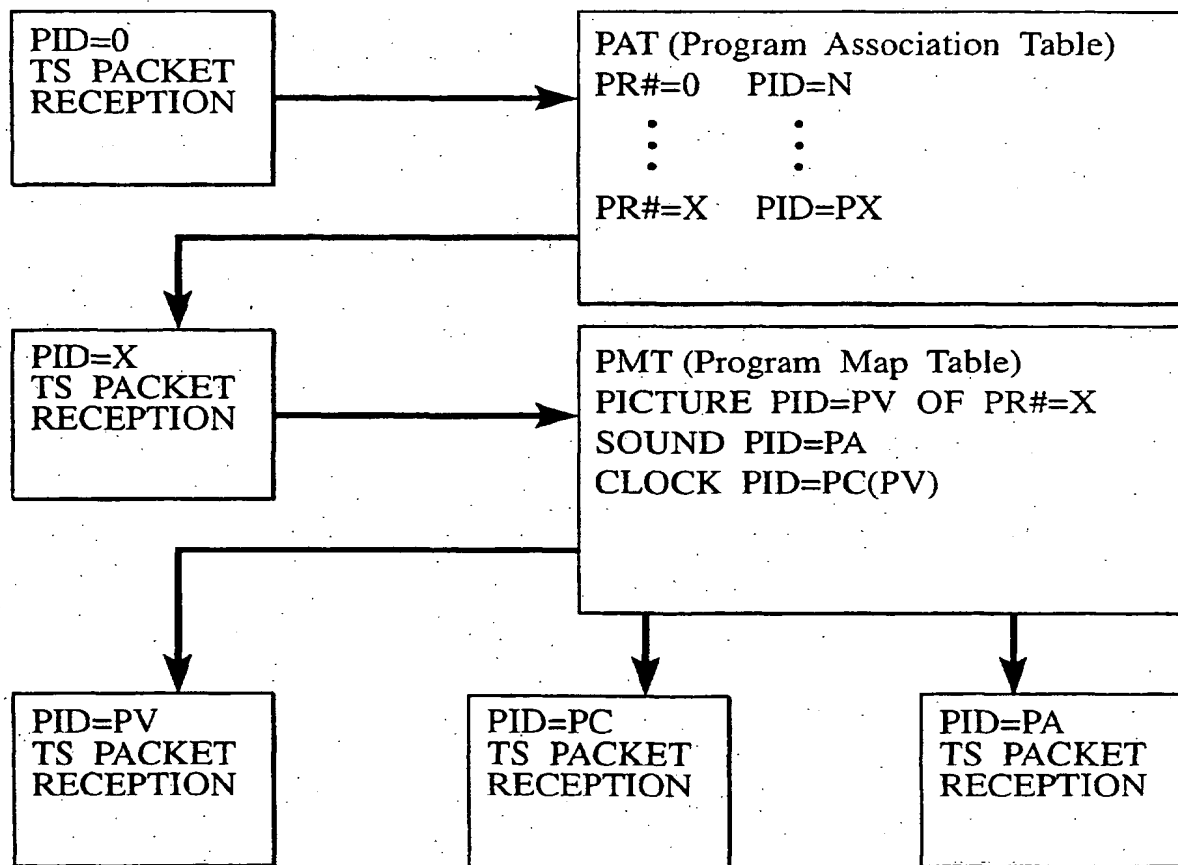 PID=0
TS PACKET
RECEPTION
PAT (Program Association Table)
PR#=0 PID=N
PR#=X PID=PX
PID=X
TS PACKET
RECEPTION
PMT (Program Map Table)
PICTURE PID=PV OF PR#=X
SOUND PID=PA
CLOCK PID=PC(PV)
PID=PV
TS PACKET
RECEPTION
PID=PC
TS PACKET
RECEPTION
PID=PA
TS PACKET
RECEPTION